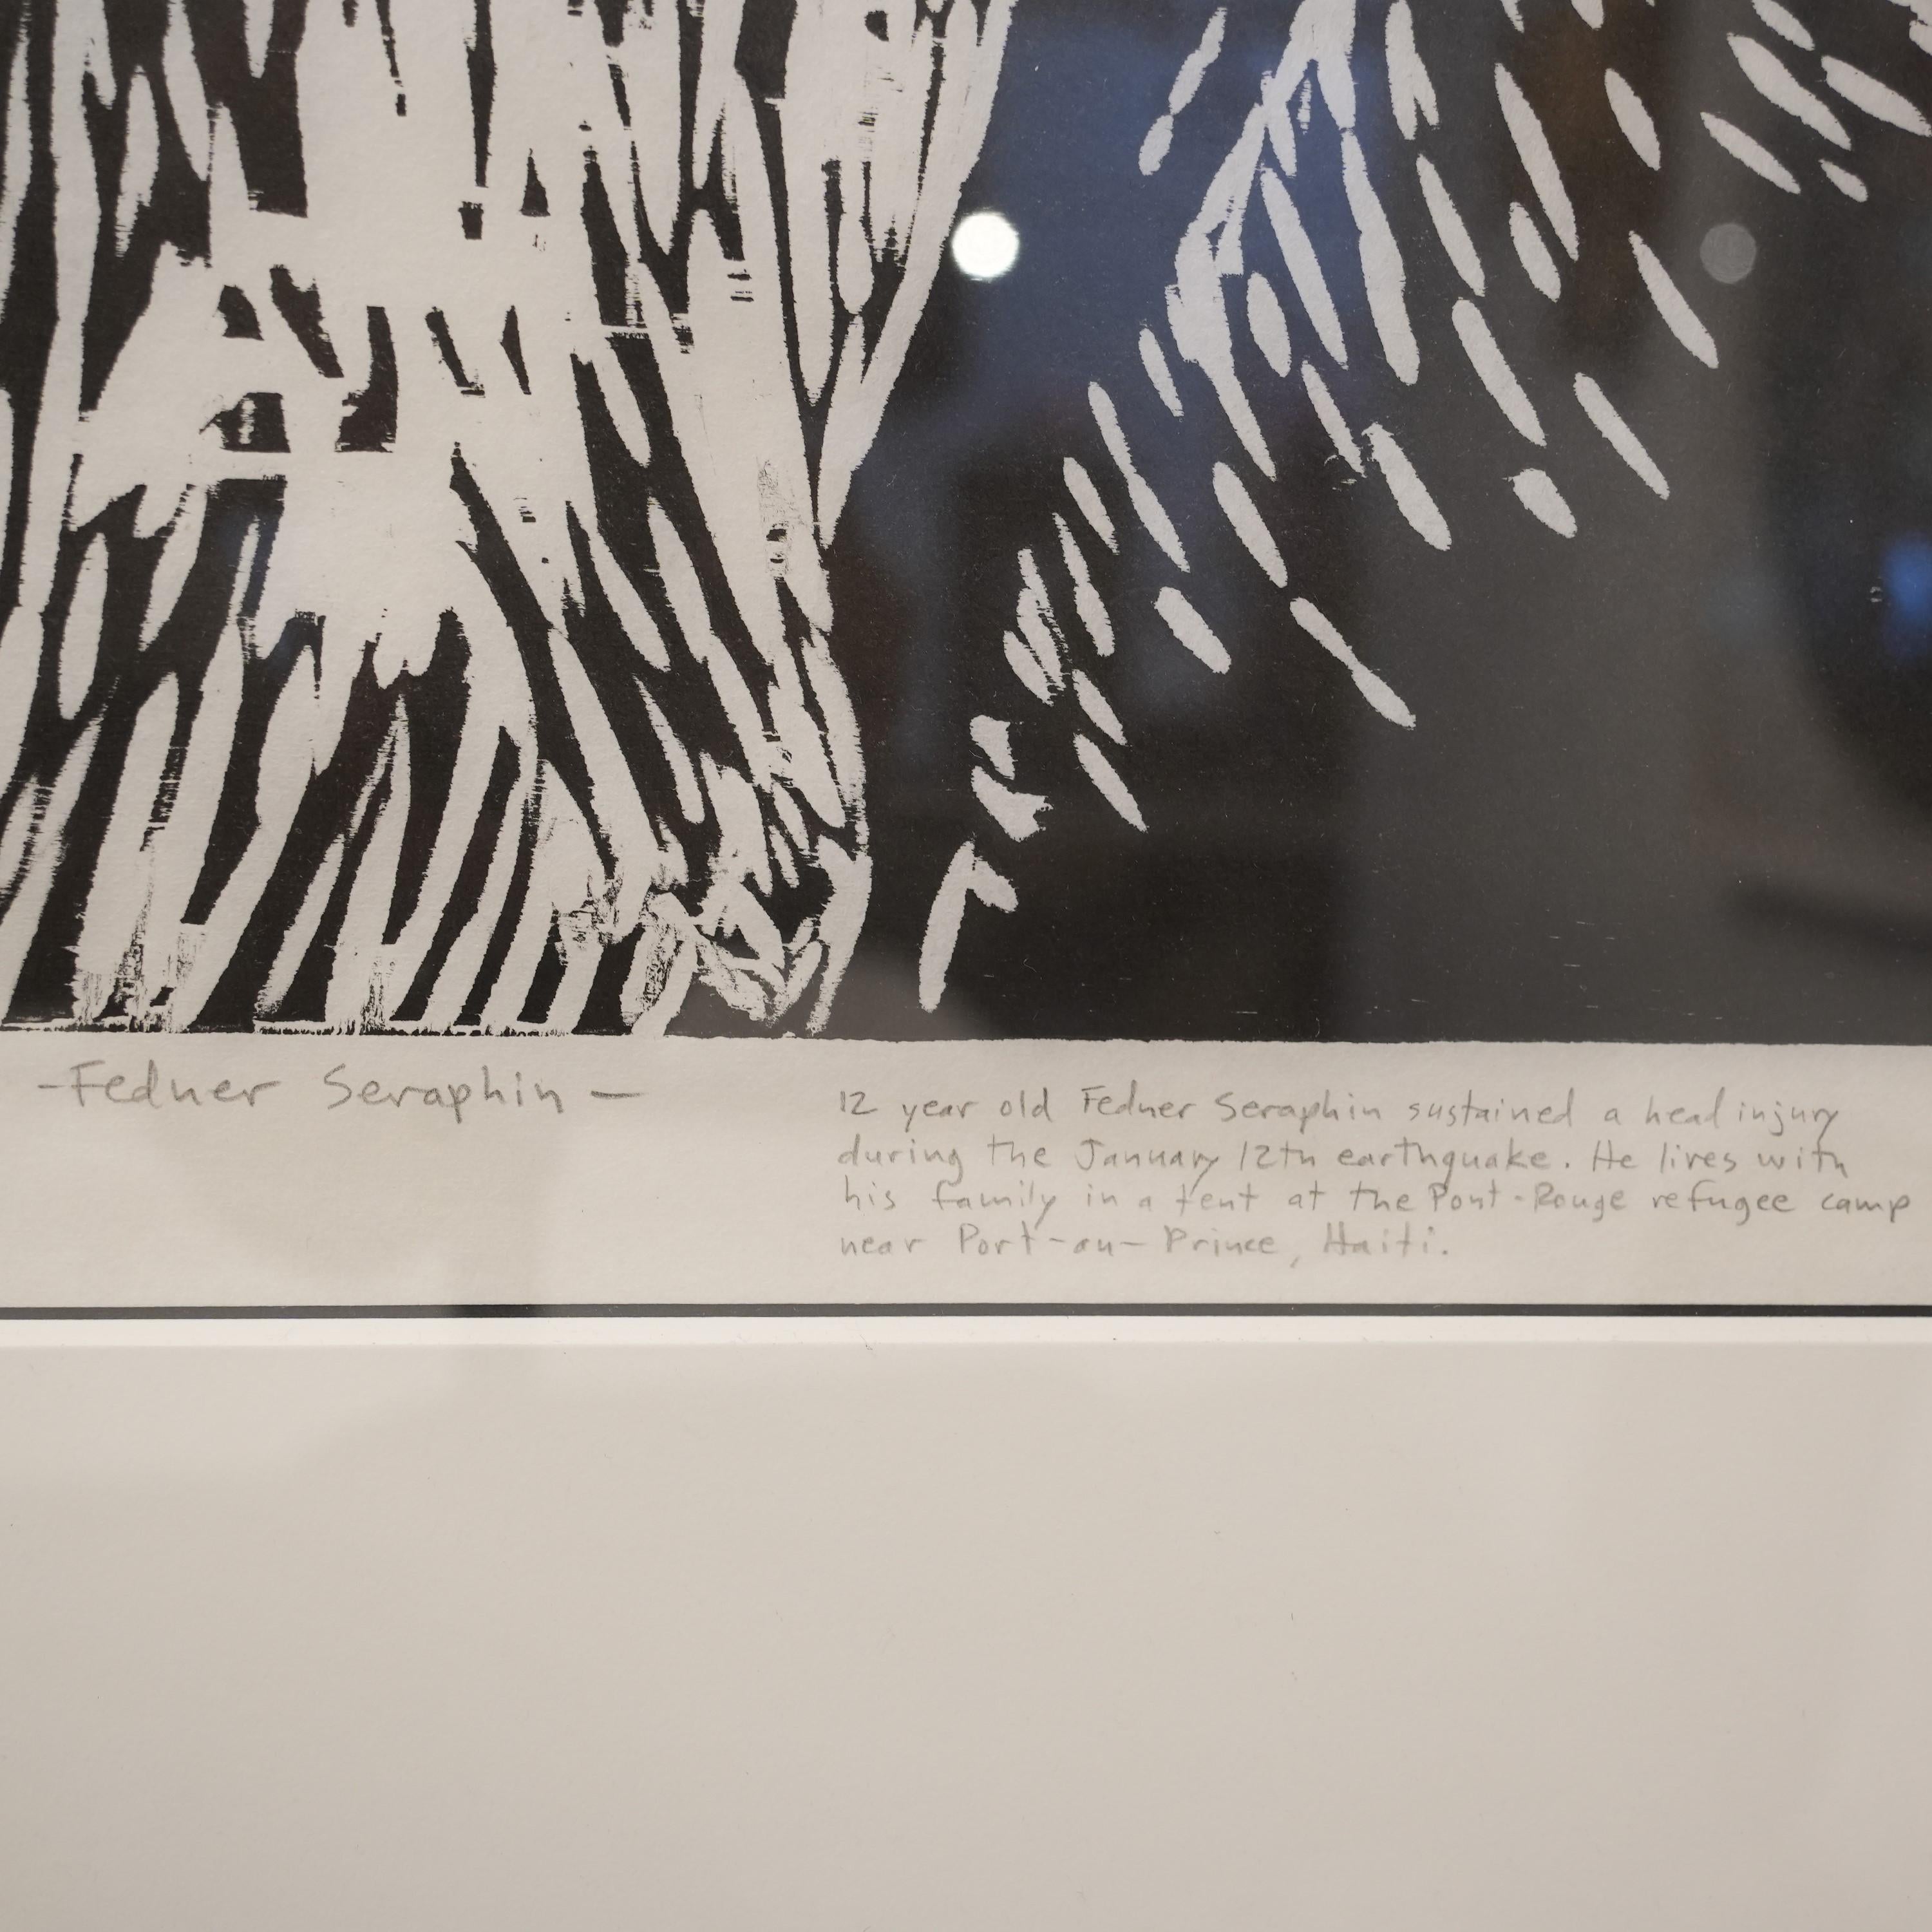 -Fedner Seraphin-
12 year old Fedner Seraphin sustained a head injury
during the January 12th earthquake. He lives with
his family in a tent at the Pont-Rouge refugee camp
near Port-au-Prince, Haiti.